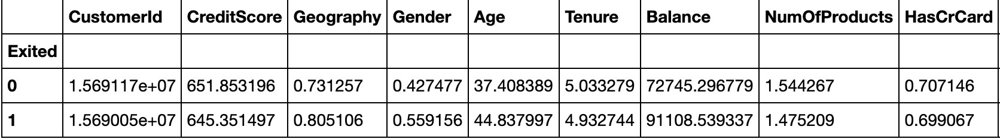 CustomerId CreditScore Geography Gender Age Tenure Balance NumOfProducts HasCrCard
Exited
0 1.569117e+07 651.853196 0.731257 0.427477 37.408389 5.033279 72745.296779 1.544267 0.707146
1 1.569005e+07 645.351497 0.805106 0.559156 44.837997 4.932744 91108.539337 1.475209 0.699067